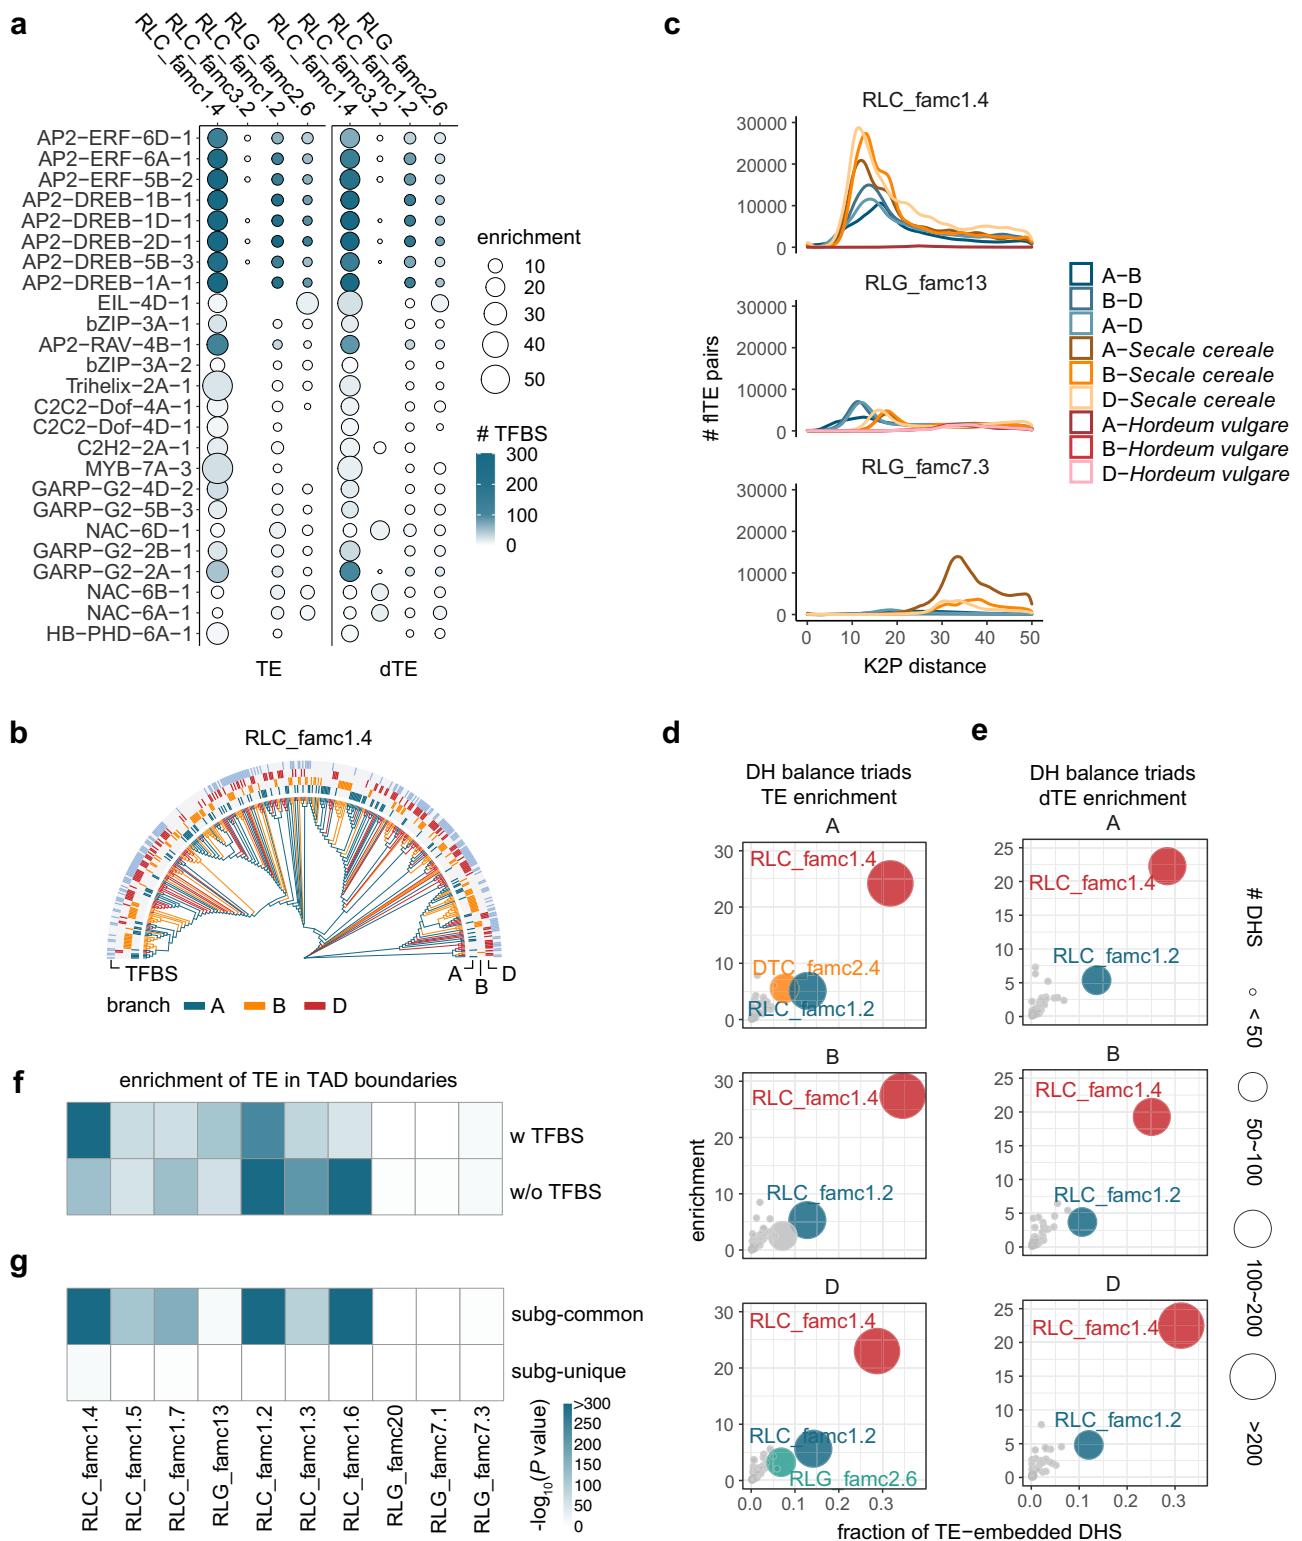 a
RLC_famc1.4
RLC_famc3.2
RLC_famc1.2
RLG_famc2.6
RLC_famc1.4
RLC_famc3.2
RLC_famc1.2
RLG_famc2.6
AP2−ERF−6D−1
AP2−ERF−6A−1
AP2−ERF−5B−2
AP2−DREB−1B−1
AP2−DREB−1D−1
AP2−DREB−2D−1
AP2−DREB−5B−3
AP2−DREB−1A−1
EIL−4D−1
bZIP−3A−1
AP2−RAV−4B−1
bZIP−3A−2
Trihelix−2A−1
C2C2−Dof−4A−1
C2C2−Dof−4D−1
C2H2−2A−1
MYB−7A−3
GARP−G2−4D−2
GARP−G2−5B−3
NAC−6D−1
GARP−G2−2B−1
GARP−G2−2A−1
NAC−6B−1
NAC−6A−1
HB−PHD−6A−1
TE
dTE
enrichment
10
20
30
40
50
# TFBS
300
200
100
0
c
RLC_famc1.4
30000
20000
10000
0
RLG_famc13
30000
20000
10000
0
RLG_famc7.3
30000
20000
10000
0
# flTE pairs
0 10 20 30 40 50
K2P distance
A−B
B−D
A−D
A−Secale cereale
B−Secale cereale
D−Secale cereale
A−Hordeum vulgare
B−Hordeum vulgare
D−Hordeum vulgare
b
RLC_famc1.4
TFBS
A
B
D
branch A B D
d
DH balance triads
TE enrichment
A
30
20
10
0
RLC_famc1.4
DTC_famc2.4
RLC_famc1.2
B
30
20
10
0
RLC_famc1.4
RLC_famc1.2
D
30
20
10
0
RLC_famc1.4
RLC_famc1.2
RLG_famc2.6
0.0 0.1 0.2 0.3
enrichment
e
DH balance triads
dTE enrichment
A
25
20
15
10
5
0
RLC_famc1.4
RLC_famc1.2
B
25
20
15
10
5
0
RLC_famc1.4
RLC_famc1.2
D
25
20
15
10
5
0
RLC_famc1.4
RLC_famc1.2
0.0 0.1 0.2 0.3
fraction of TE−embedded DHS
# DHS
< 50
50~100
100~200
>200
f
enrichment of TE in TAD boundaries
w TFBS
w/o TFBS
g
subg-common
subg-unique
RLC_famc1.4
RLC_famc1.5
RLC_famc1.7
RLG_famc13
RLC_famc1.2
RLC_famc1.3
RLC_famc1.6
RLG_famc20
RLG_famc7.1
RLG_famc7.3
-log10(P value)
>300
250
200
150
100
50
0